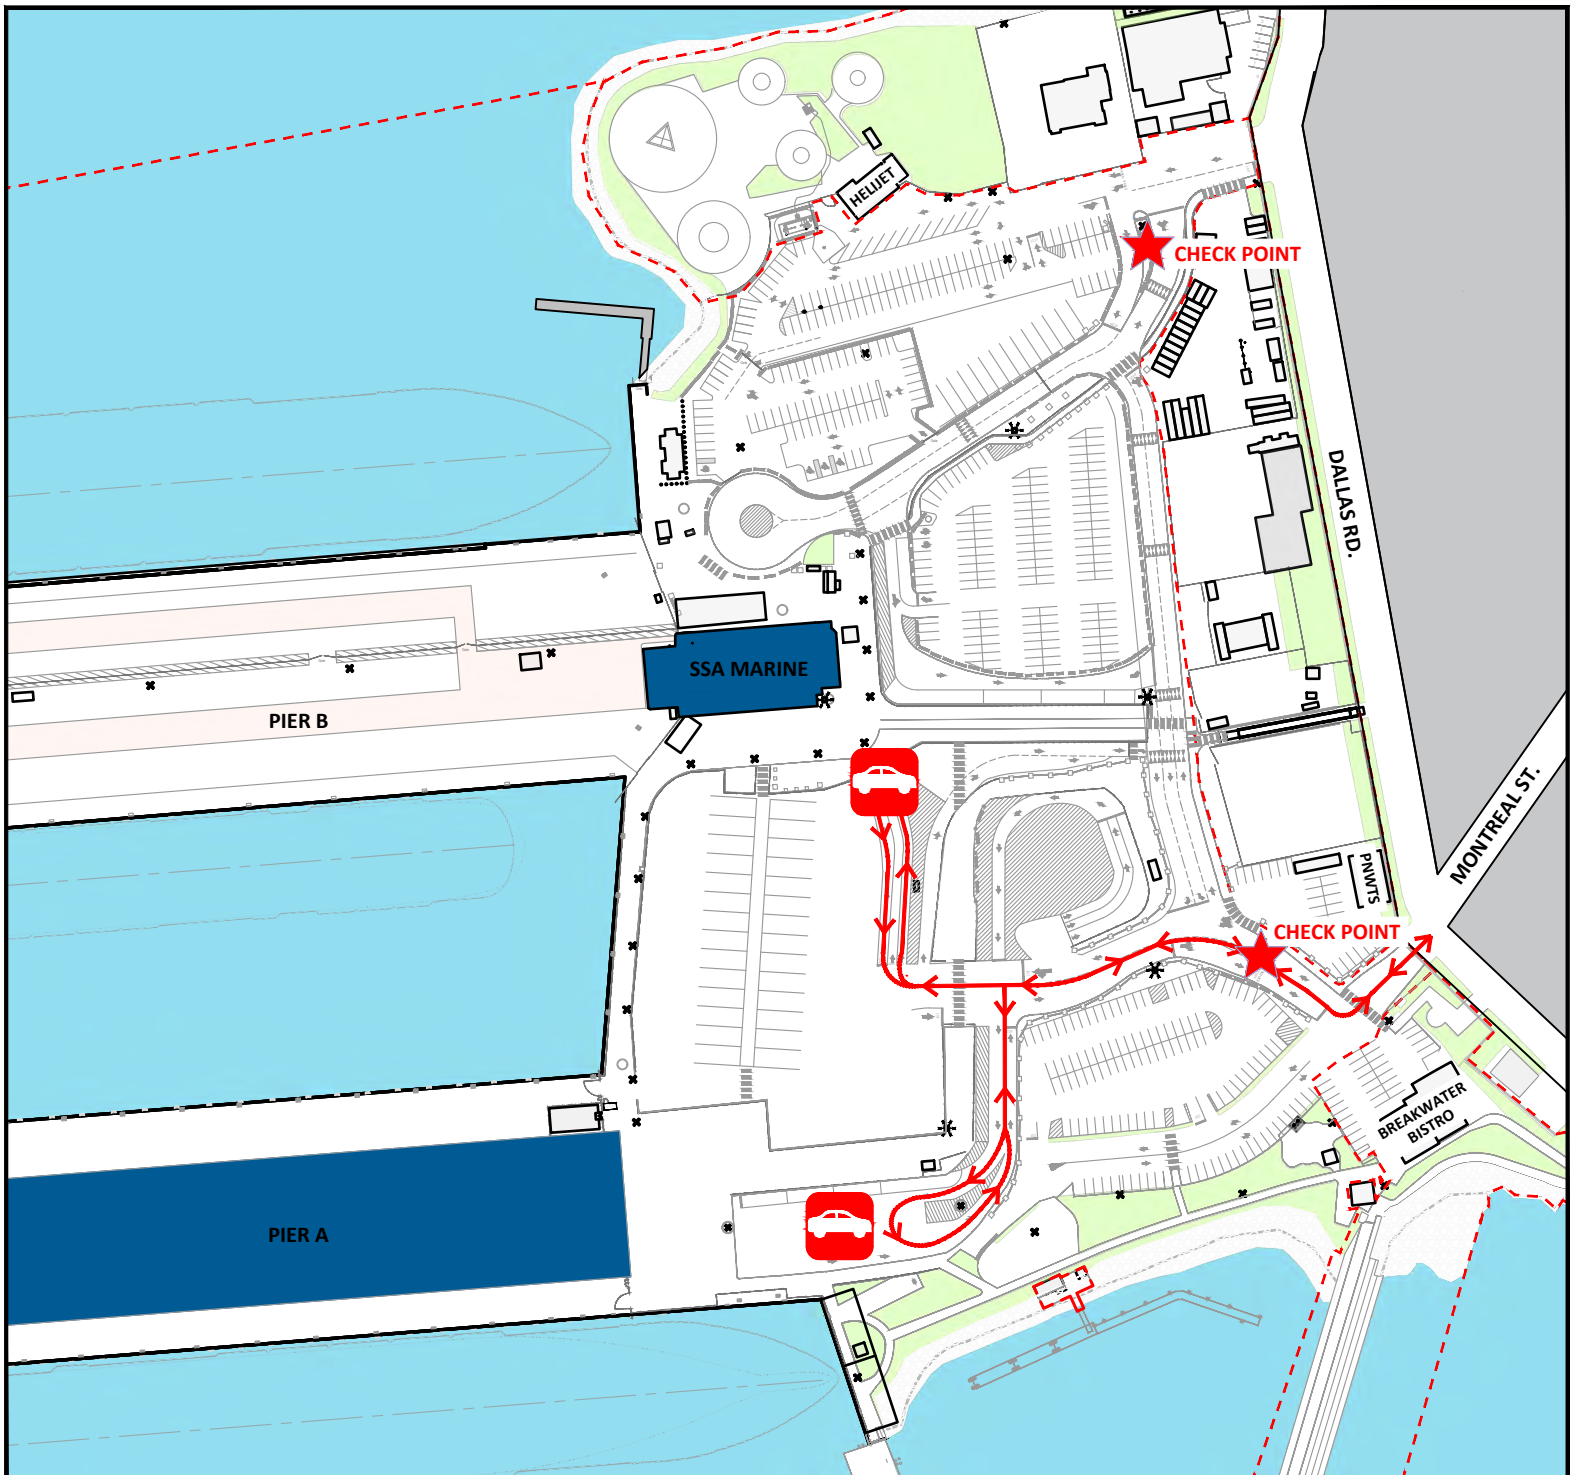 HELIJET
CHECK POINT
DALLAS RD.
SSA MARINE
PIER B
MONTREAL ST.
PNWTS
CHECK POINT
BREAKWATER
BISTRO
PIER A